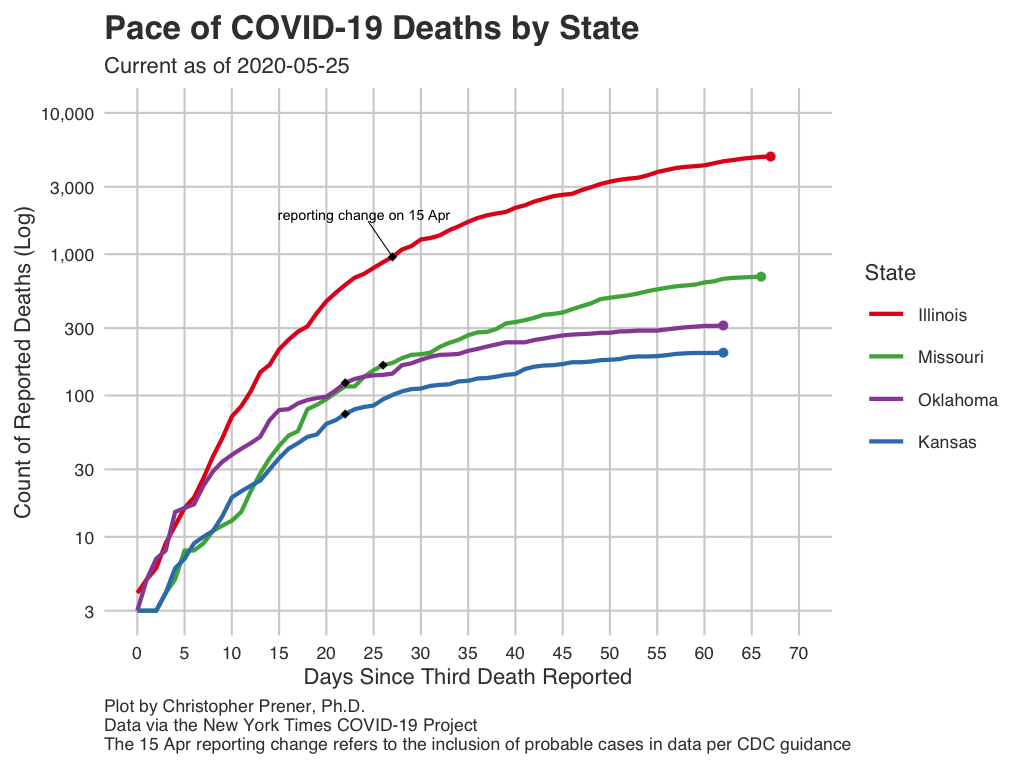 Pace of COVID-19 Deaths by State
Current as of 2020-05-25
Count of Reported Deaths (Log)
10,000
3,000
1,000
300
100
30
10
3
reporting change on 15 Apr
0 5 10 15 20 25 30 35 40 45 50 55 60 65 70
Days Since Third Death Reported
State
Illinois
Missouri
Oklahoma
Kansas
Plot by Christopher Prener, Ph.D.
Data via the New York Times COVID-19 Project
The 15 Apr reporting change refers to the inclusion of probable cases in data per CDC guidance